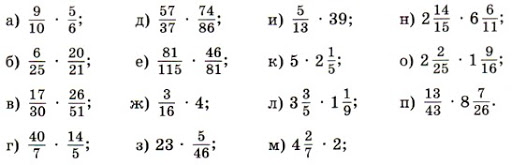 а) 9/10 · 5/6; д) 57/37 · 74/86; и) 5/13 · 39; н) 2 14/15 · 6 6/11;
б) 6/25 · 20/21; е) 81/115 · 46/81; к) 5 · 2 1/5; о) 2 2/25 · 1 9/16;
в) 17/30 · 26/51; ж) 3/16 · 4; л) 3 3/5 · 1 1/9; п) 13/43 · 8 7/26.
г) 40/7 · 14/5; з) 23 · 5/46; м) 4 2/7 · 2;